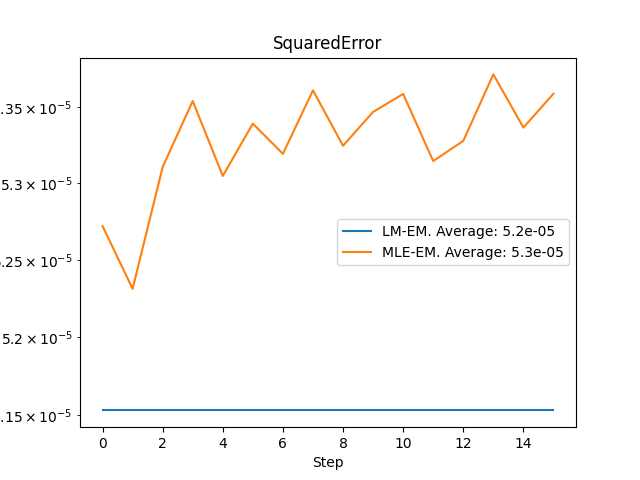 SquaredError
.35 × 10⁻⁵
5.3 × 10⁻⁵
.25 × 10⁻⁵
5.2 × 10⁻⁵
.15 × 10⁻⁵
LM-EM. Average: 5.2e-05
MLE-EM. Average: 5.3e-05
0 2 4 6 8 10 12 14
Step